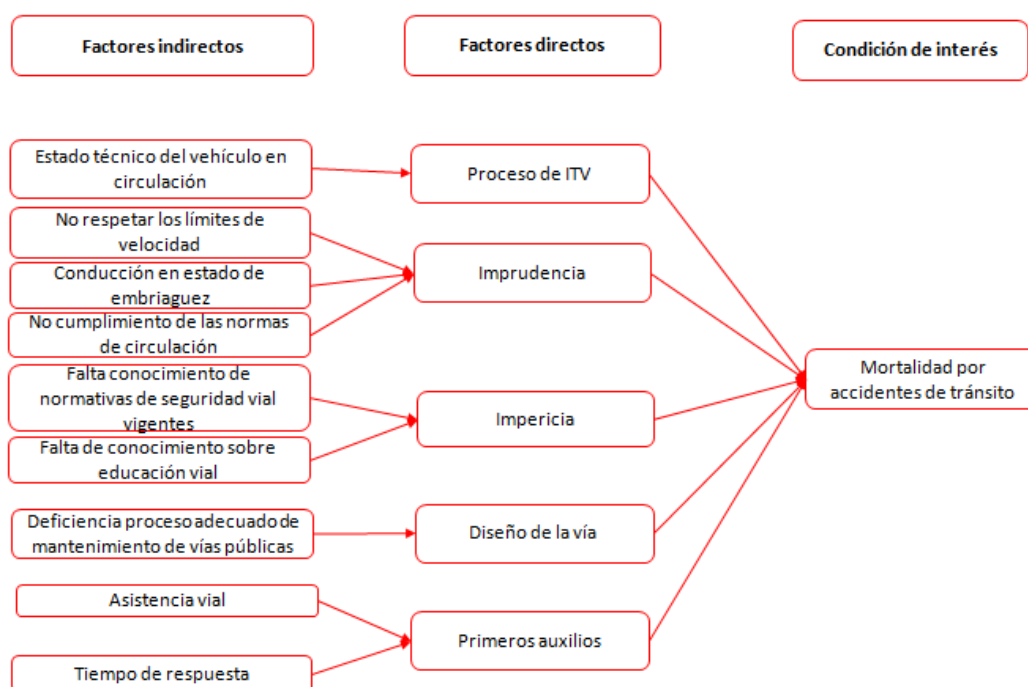 Factores indirectos
Factores directos
Condición de interés
Estado técnico del vehículo en
circulación
Proceso de ITV
No respetar los límites de
velocidad
Conducción en estado de
embriaguez
No cumplimiento de las normas
de circulación
Imprudencia
Falta conocimiento de
normativas de seguridad vial
vigentes
Falta de conocimiento sobre
educación vial
Impericia
Mortalidad por
accidentes de tránsito
Deficiencia proceso adecuado de
mantenimiento de vías públicas
Diseño de la vía
Asistencia vial
Tiempo de respuesta
Primeros auxilios